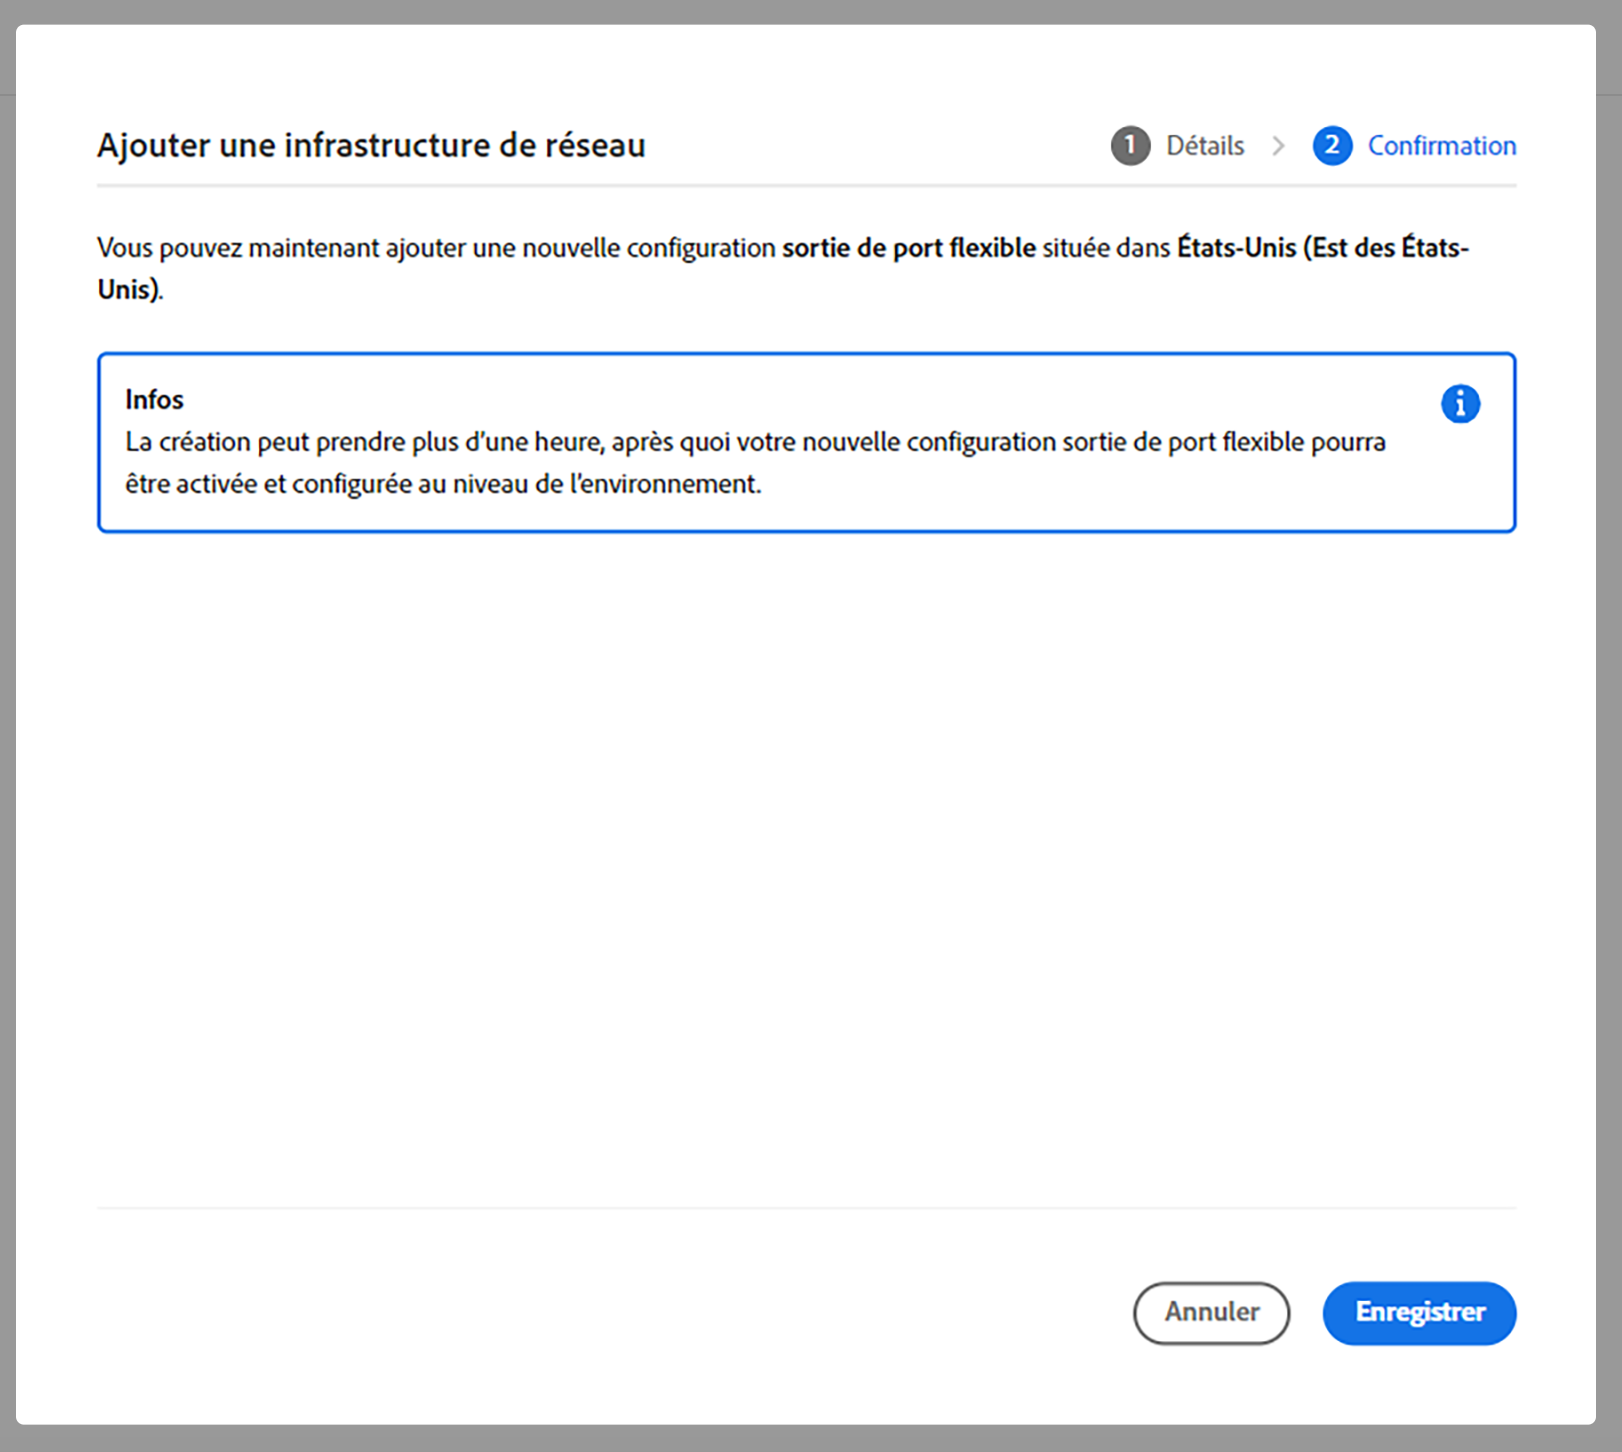 Ajouter une infrastructure de réseau
1 Détails > 2 Confirmation
Vous pouvez maintenant ajouter une nouvelle configuration sortie de port flexible située dans États-Unis (Est des États-
Unis).
Infos
La création peut prendre plus d'une heure, après quoi votre nouvelle configuration sortie de port flexible pourra
être activée et configurée au niveau de l'environnement.
Annuler
Enregistrer